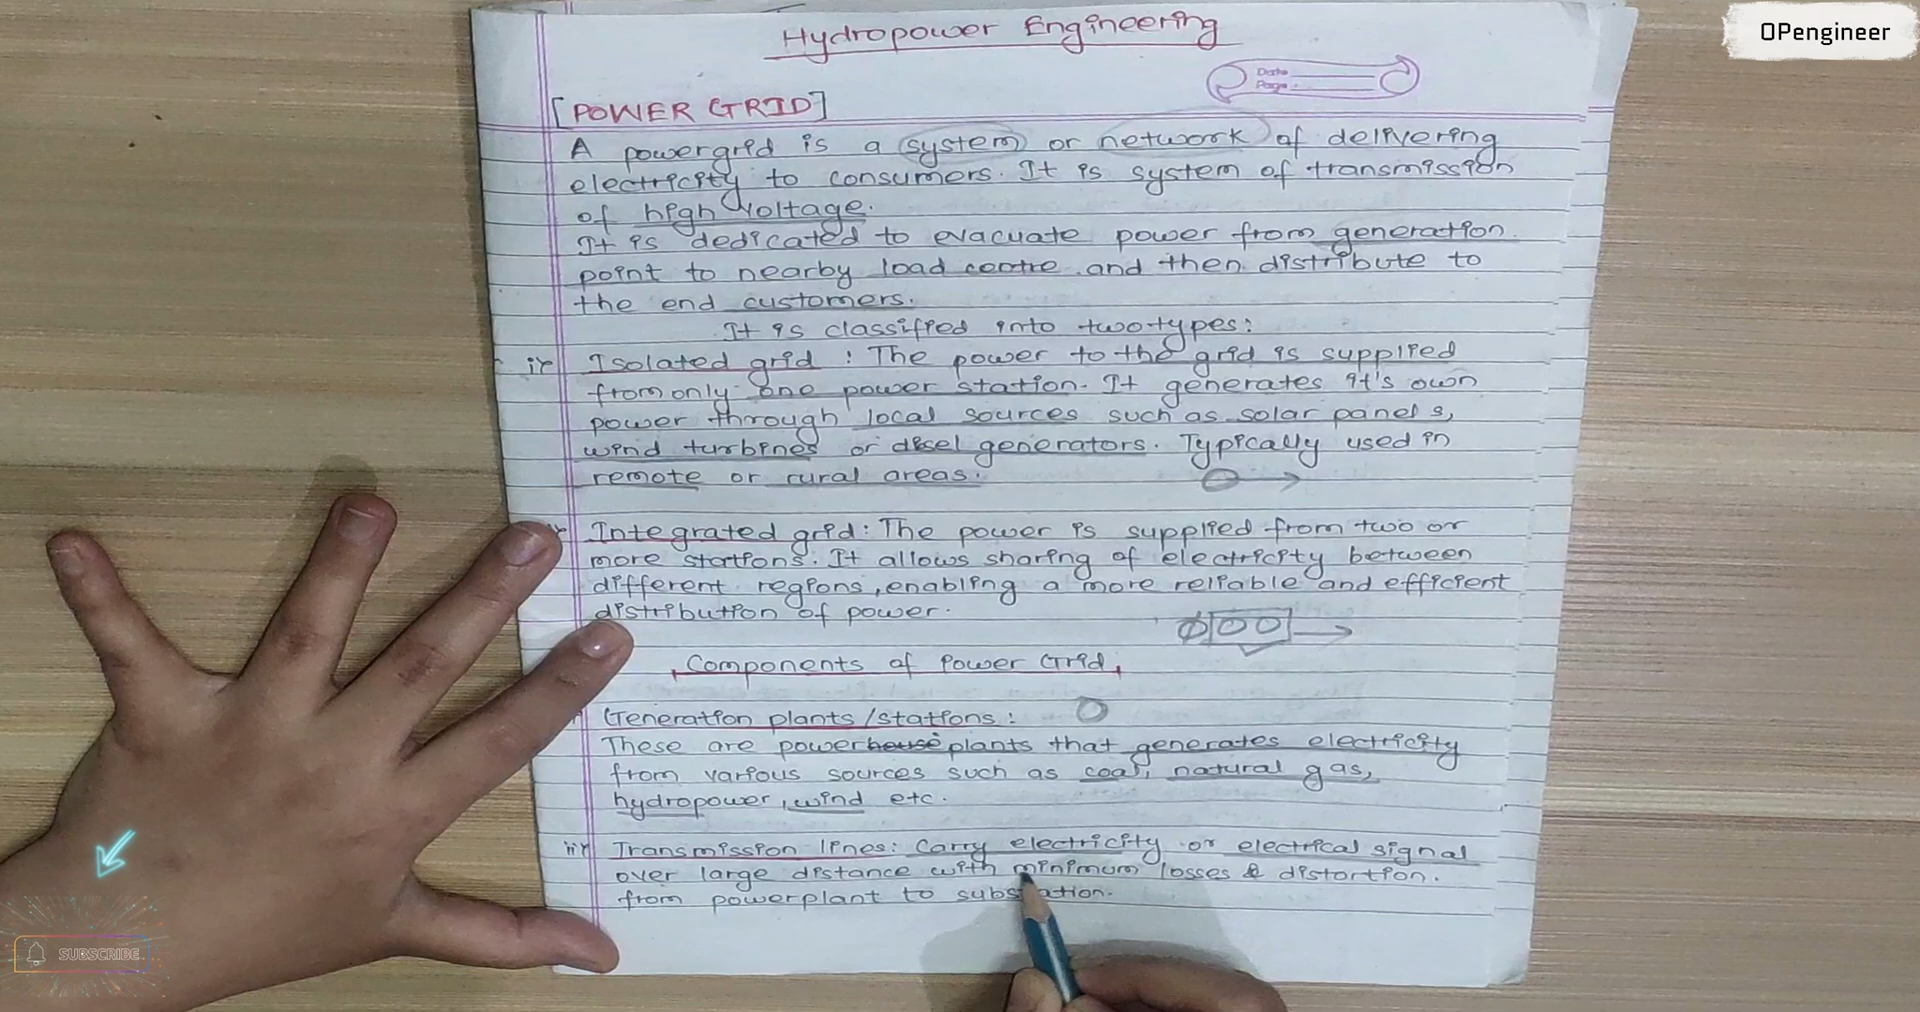 Hydropower Engineering
OPengineer
Date
Page
[POWER GRID]
A powergrid is a system or network of delivering
electricity to consumers. It is system of transmission
of high voltage.
It is dedicated to evacuate power from generation
point to nearby load centre and then distribute to
the end customers.
It is classified into two types:
Isolated grid : The power to the grid is supplied
from only one power station. It generates it's own
power through local sources such as solar panels,
wind turbines or disel generators. Typically used in
remote or rural areas.
Integrated grid: The power is supplied from two or
more stations. It allows sharing of electricity between
different regions, enabling a more reliable and efficient
distribution of power.
Components of Power Grid
Generation plants/stations:
These are powerhouse plants that generates electricity
from various sources such as coal, natural gas,
hydropower, wind etc.
Transmission lines: Carry electricity or electrical signal
over large distance with minimum losses & distortion.
from powerplant to substation.
SUBSCRIBE